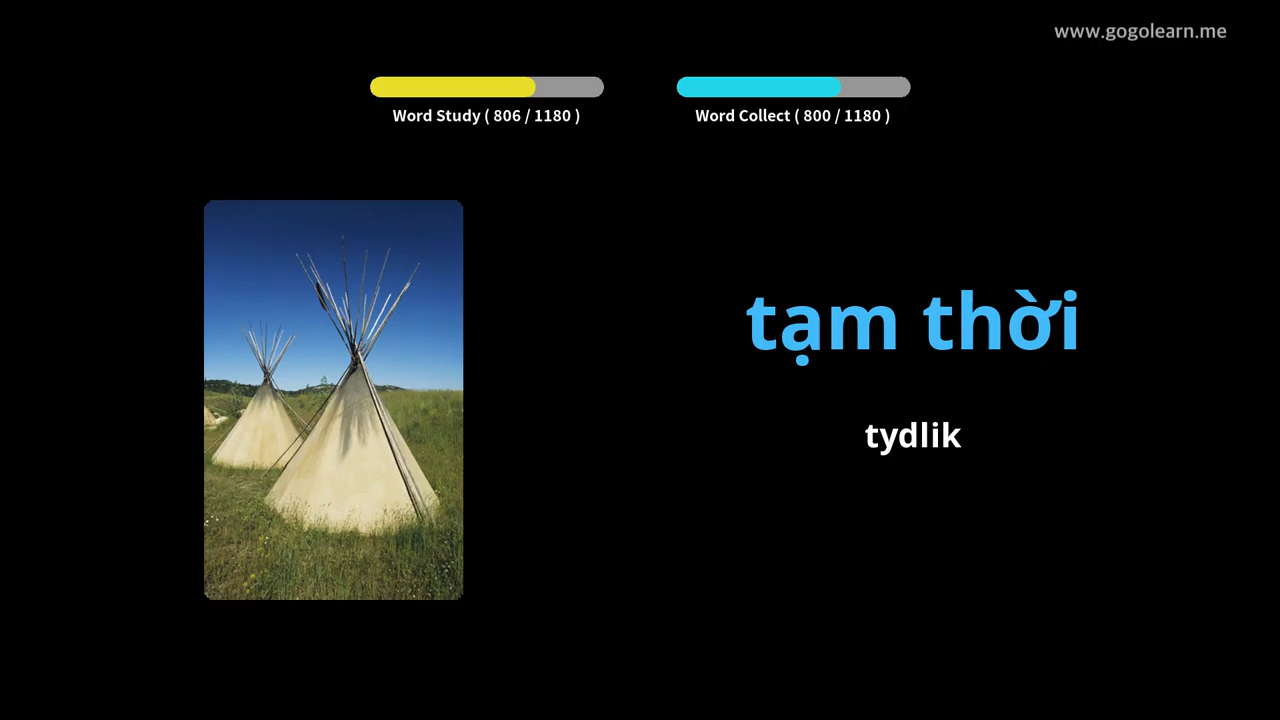 www.gogolearn.me
Word Study ( 806 / 1180 )
Word Collect ( 800 / 1180 )
tạm thời
tydlik